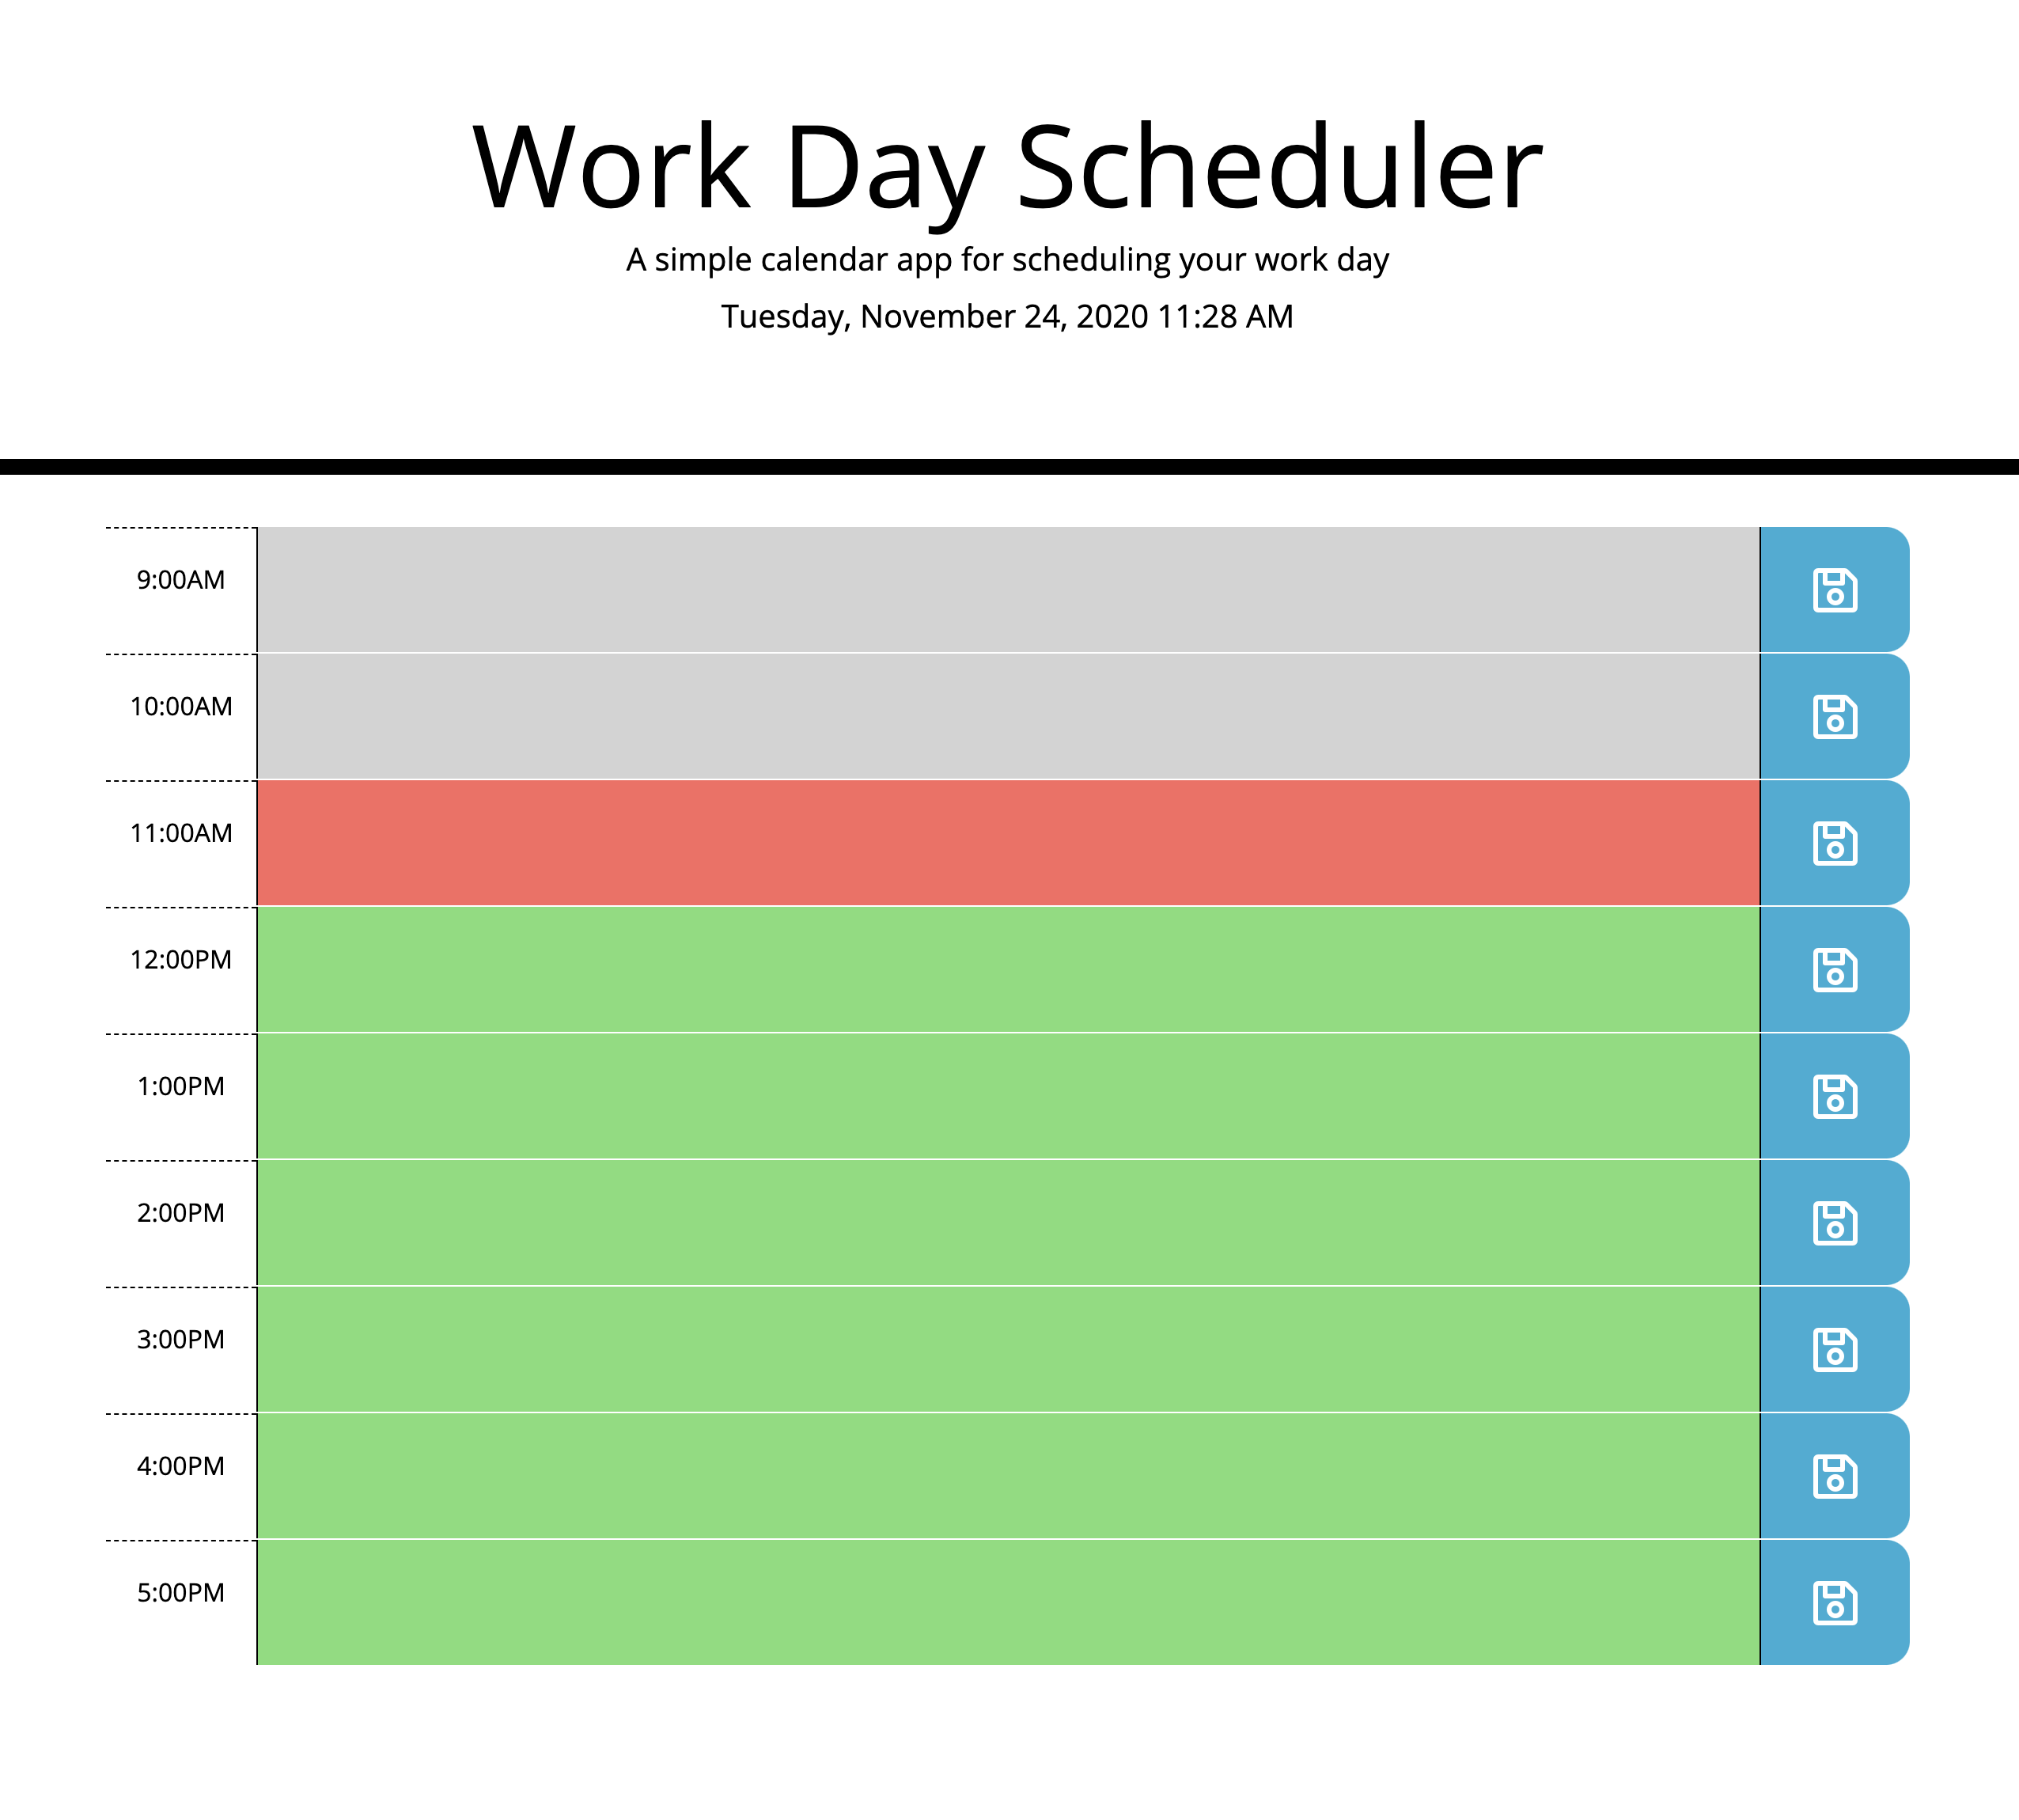 Work Day Scheduler
A simple calendar app for scheduling your work day
Tuesday, November 24, 2020 11:28 AM
9:00AM
10:00AM
11:00AM
12:00PM
1:00PM
2:00PM
3:00PM
4:00PM
5:00PM